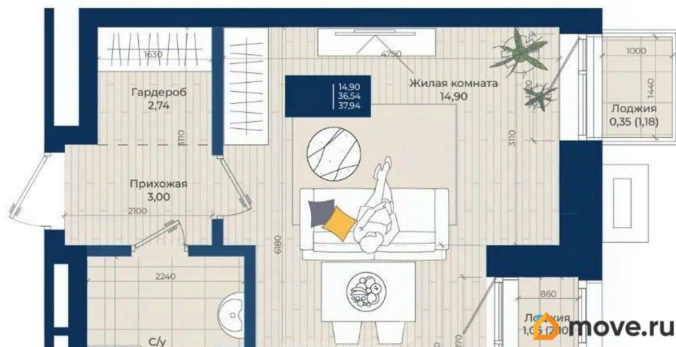 1630
4790
1000
Гардероб
2,74
14,90
36,54
37,94
Жилая комната
14,90
1440
Лоджия
0,35 (1,18)
3110
3110
Прихожая
3,00
2100
6180
2240
860
Лоджия
move.ru
С/у